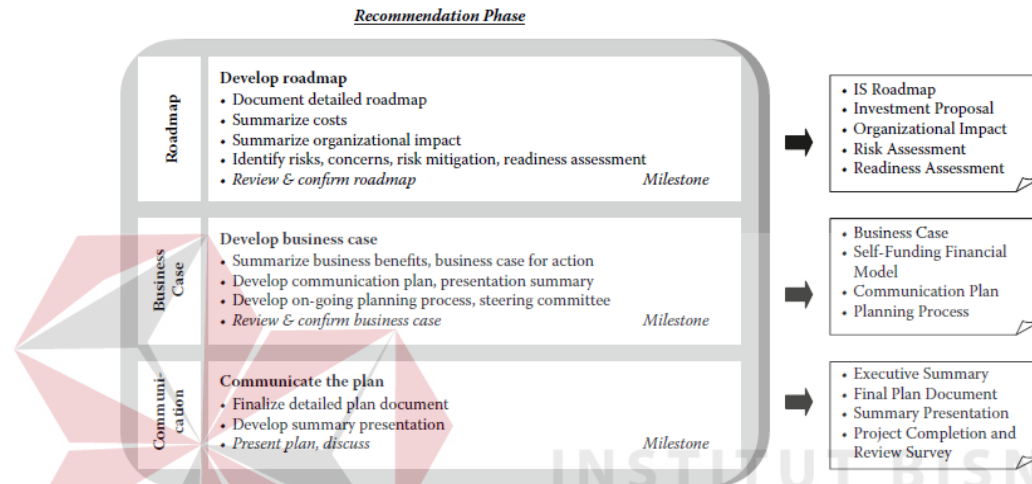 Recommendation Phase
Roadmap
Develop roadmap
• Document detailed roadmap
• Summarize costs
• Summarize organizational impact
• Identify risks, concerns, risk mitigation, readiness assessment
• Review & confirm roadmap Milestone
• IS Roadmap
• Investment Proposal
• Organizational Impact
• Risk Assessment
• Readiness Assessment
Business
Case
Develop business case
• Summarize business benefits, business case for action
• Develop communication plan, presentation summary
• Develop on-going planning process, steering committee
• Review & confirm business case Milestone
• Business Case
• Self-Funding Financial
Model
• Communication Plan
• Planning Process
Communi-
cation
Communicate the plan
• Finalize detailed plan document
• Develop summary presentation
• Present plan, discuss Milestone
• Executive Summary
• Final Plan Document
• Summary Presentation
• Project Completion and
Review Survey
INSTITUT BISN